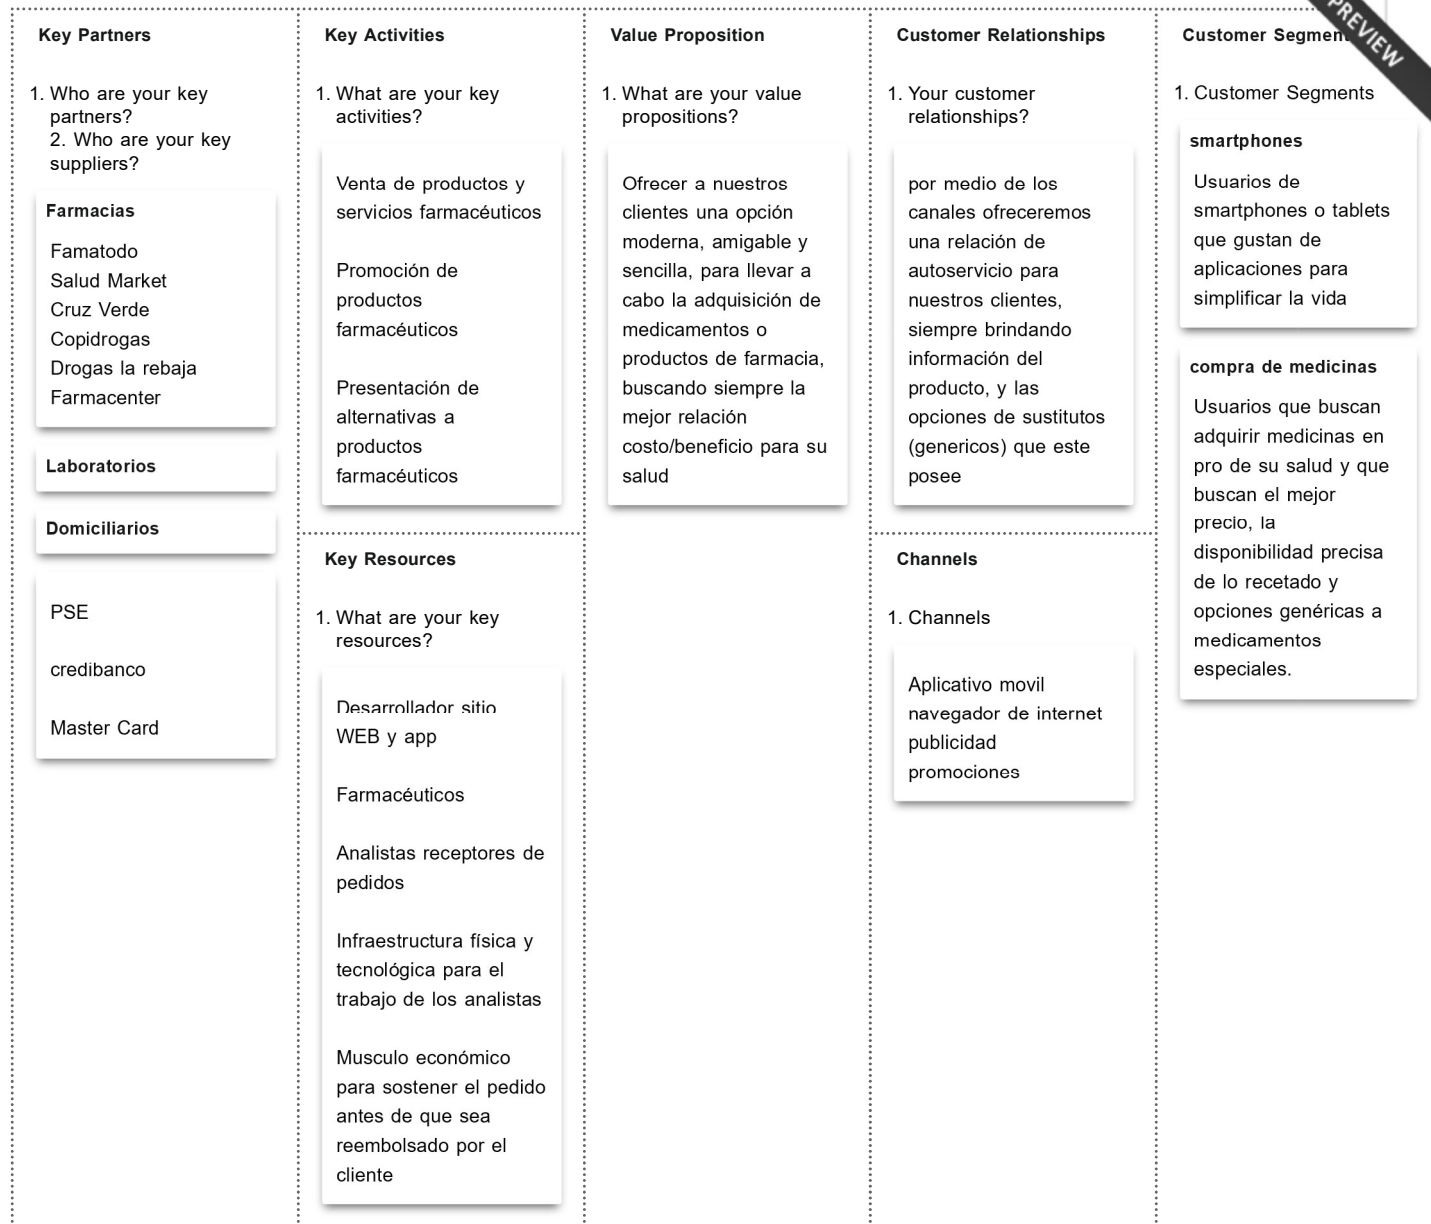 Key Partners
1. Who are your key
partners?
2. Who are your key
suppliers?
Farmacias
Famatodo
Salud Market
Cruz Verde
Copidrogas
Drogas la rebaja
Farmacenter
Laboratorios
Domiciliarios
PSE
credibanco
Master Card
Key Activities
1. What are your key
activities?
Venta de productos y
servicios farmacéuticos
Promoción de
productos
farmacéuticos
Presentación de
alternativas a
productos
farmacéuticos
Key Resources
1. What are your key
resources?
Desarrollador sitio
WEB y app
Farmacéuticos
Analistas receptores de
pedidos
Infraestructura física y
tecnológica para el
trabajo de los analistas
Musculo económico
para sostener el pedido
antes de que sea
reembolsado por el
cliente
Value Proposition
1. What are your value
propositions?
Ofrecer a nuestros
clientes una opción
moderna, amigable y
sencilla, para llevar a
cabo la adquisición de
medicamentos o
productos de farmacia,
buscando siempre la
mejor relación
costo/beneficio para su
salud
Customer Relationships
1. Your customer
relationships?
por medio de los
canales ofreceremos
una relación de
autoservicio para
nuestros clientes,
siempre brindando
información del
producto, y las
opciones de sustitutos
(genericos) que este
posee
Channels
1. Channels
Aplicativo movil
navegador de internet
publicidad
promociones
Customer Segment
1. Customer Segments
smartphones
Usuarios de
smartphones o tablets
que gustan de
aplicaciones para
simplificar la vida
compra de medicinas
Usuarios que buscan
adquirir medicinas en
pro de su salud y que
buscan el mejor
precio, la
disponibilidad precisa
de lo recetado y
opciones genéricas a
medicamentos
especiales.
PREVIEW